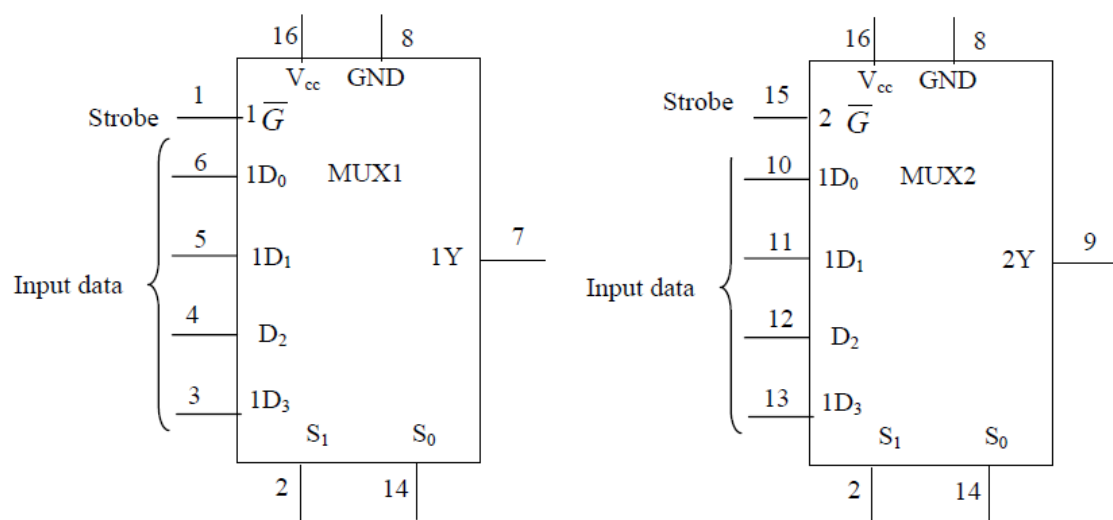 16 8
V_cc GND
1
Strobe 1 G̅
6
1D₀ MUX1
5
1D₁ 1Y 7
Input data
4
D₂
3
1D₃
S₁ S₀
2 14
16 8
V_cc GND
Strobe 15
2 G̅
10
1D₀ MUX2
11
1D₁ 2Y 9
Input data
12
D₂
13
1D₃
S₁ S₀
2 14